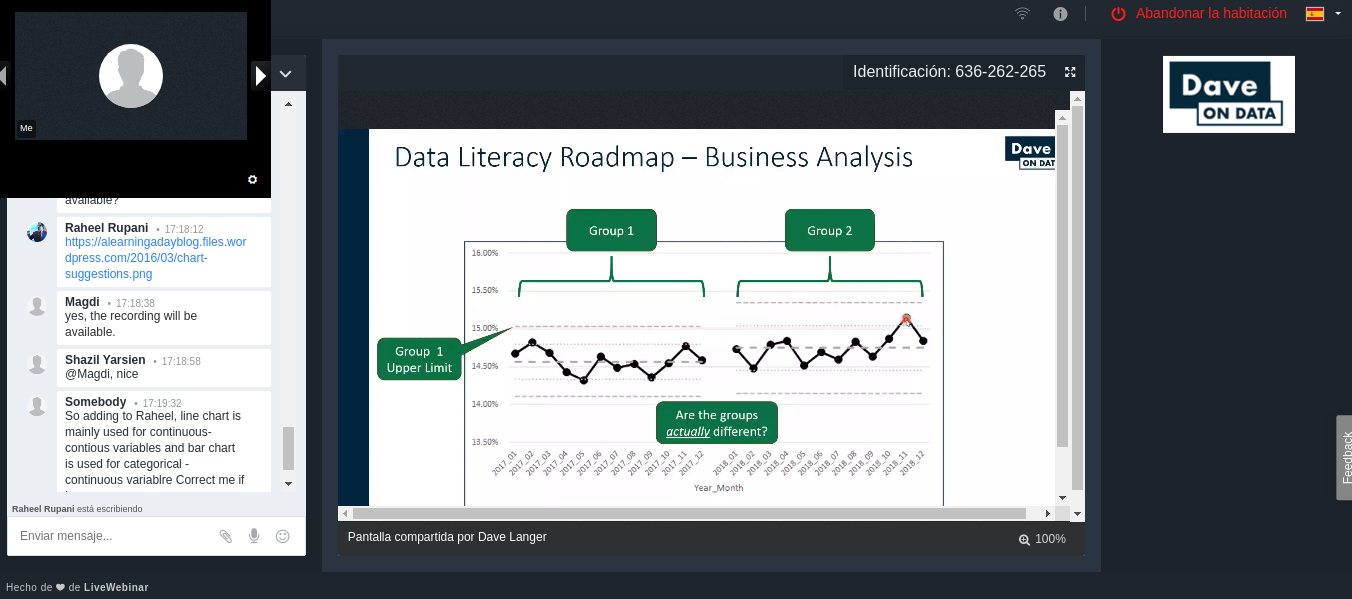 Abandonar la habitación
Me
available?
Raheel Rupani • 17:18:12
https://alearningadayblog.files.wor
dpress.com/2016/03/chart-
suggestions.png
Magdi • 17:18:38
yes, the recording will be
available.
Shazil Yarsien • 17:18:58
@Magdi, nice
Somebody • 17:19:32
So adding to Raheel, line chart is
mainly used for continuous-
contious variables and bar chart
is used for categorical -
continuous variablre Correct me if
Raheel Rupani está escribiendo
Enviar mensaje...
Hecho de ❤ de LiveWebinar
Identificación: 636-262-265
Data Literacy Roadmap – Business Analysis
Dave
ON DAT
Group 1
Group 2
16.00%
15.50%
15.00%
14.50%
14.00%
13.50%
Group 1
Upper Limit
Are the groups
actually different?
2017_01
2017_02
2017_03
2017_04
2017_05
2017_06
2017_07
2017_08
2017_09
2017_10
2017_11
2017_12
2018_01
2018_02
2018_03
2018_04
2018_05
2018_06
2018_07
2018_08
2018_09
2018_10
2018_11
2018_12
Year_Month
Pantalla compartida por Dave Langer
100%
Dave
ON DATA
Feedback